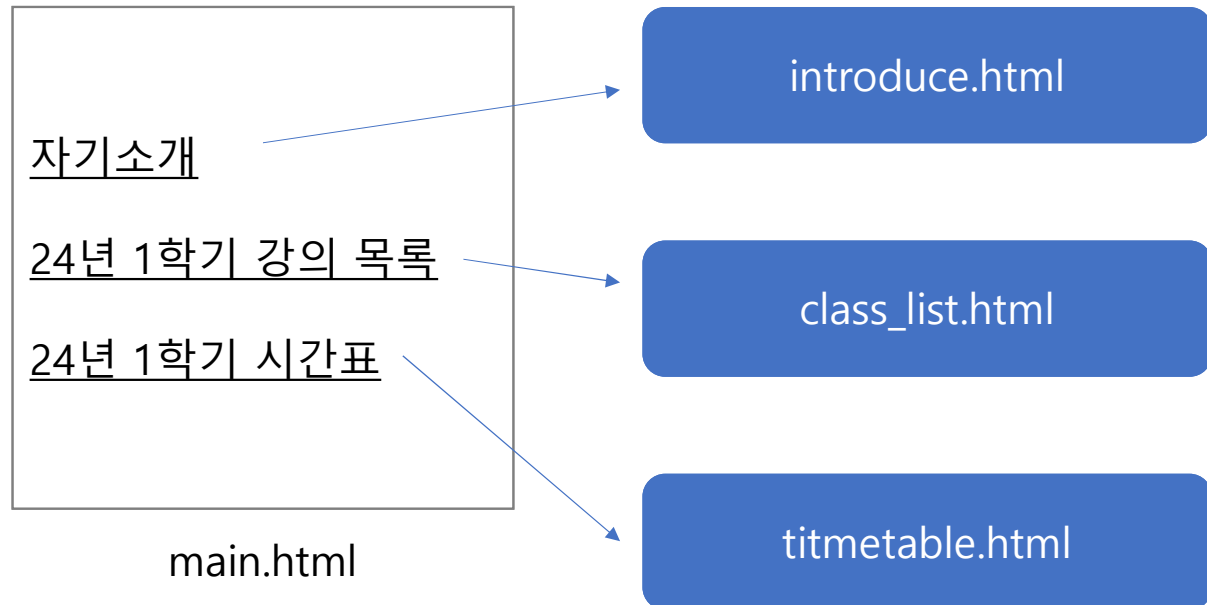 자기소개
24년 1학기 강의 목록
24년 1학기 시간표
main.html
introduce.html
class_list.html
titmetable.html